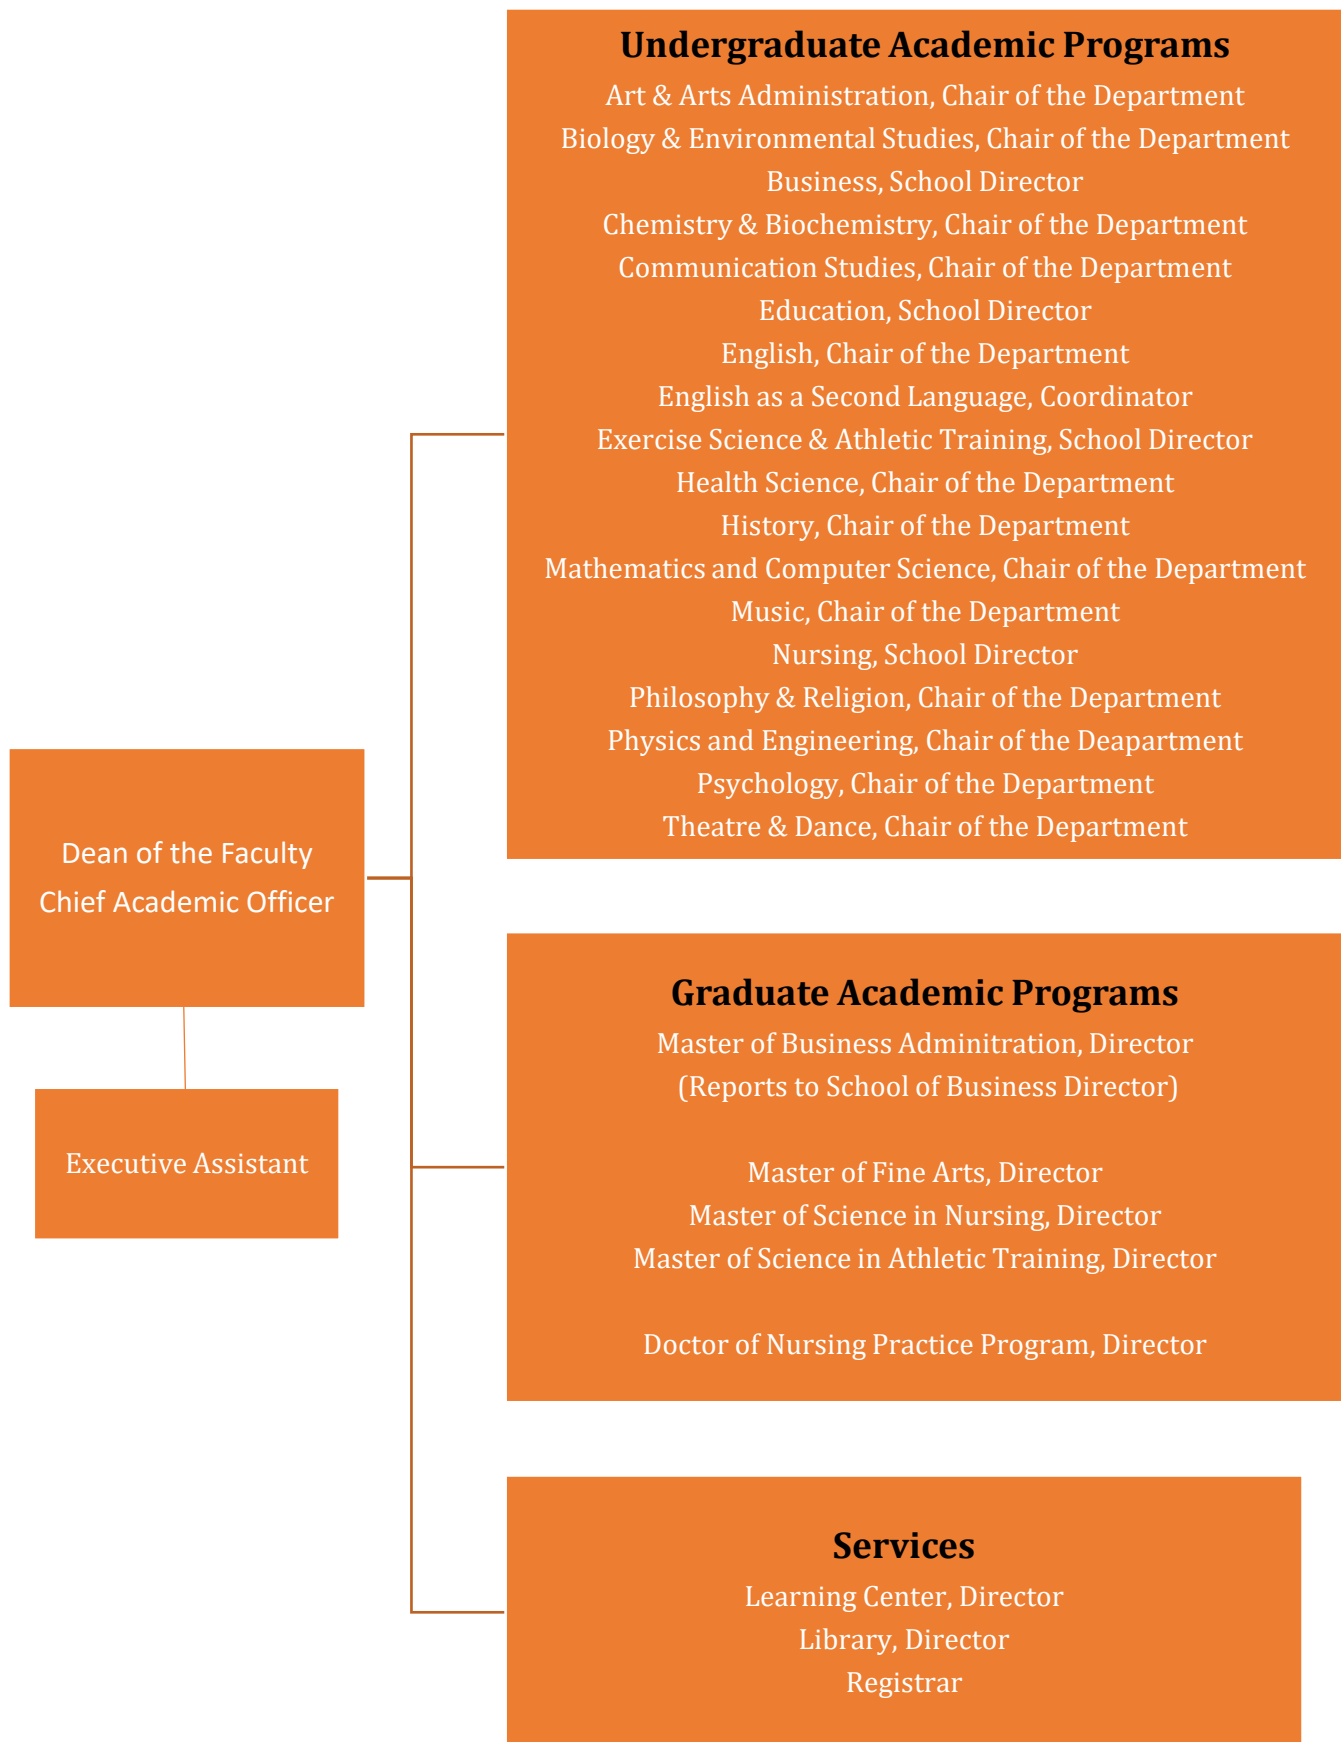 Undergraduate Academic Programs
Art & Arts Administration, Chair of the Department
Biology & Environmental Studies, Chair of the Department
Business, School Director
Chemistry & Biochemistry, Chair of the Department
Communication Studies, Chair of the Department
Education, School Director
English, Chair of the Department
English as a Second Language, Coordinator
Exercise Science & Athletic Training, School Director
Health Science, Chair of the Department
History, Chair of the Department
Mathematics and Computer Science, Chair of the Department
Music, Chair of the Department
Nursing, School Director
Philosophy & Religion, Chair of the Department
Physics and Engineering, Chair of the Deapartment
Psychology, Chair of the Department
Theatre & Dance, Chair of the Department
Dean of the Faculty
Chief Academic Officer
Executive Assistant
Graduate Academic Programs
Master of Business Adminitration, Director
(Reports to School of Business Director)
Master of Fine Arts, Director
Master of Science in Nursing, Director
Master of Science in Athletic Training, Director
Doctor of Nursing Practice Program, Director
Services
Learning Center, Director
Library, Director
Registrar